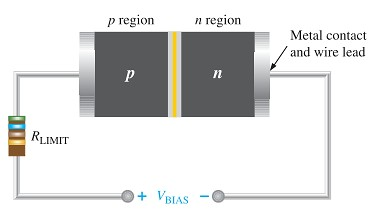 p region
n region
Metal contact
and wire lead
p
n
R_LIMIT
+ V_BIAS −